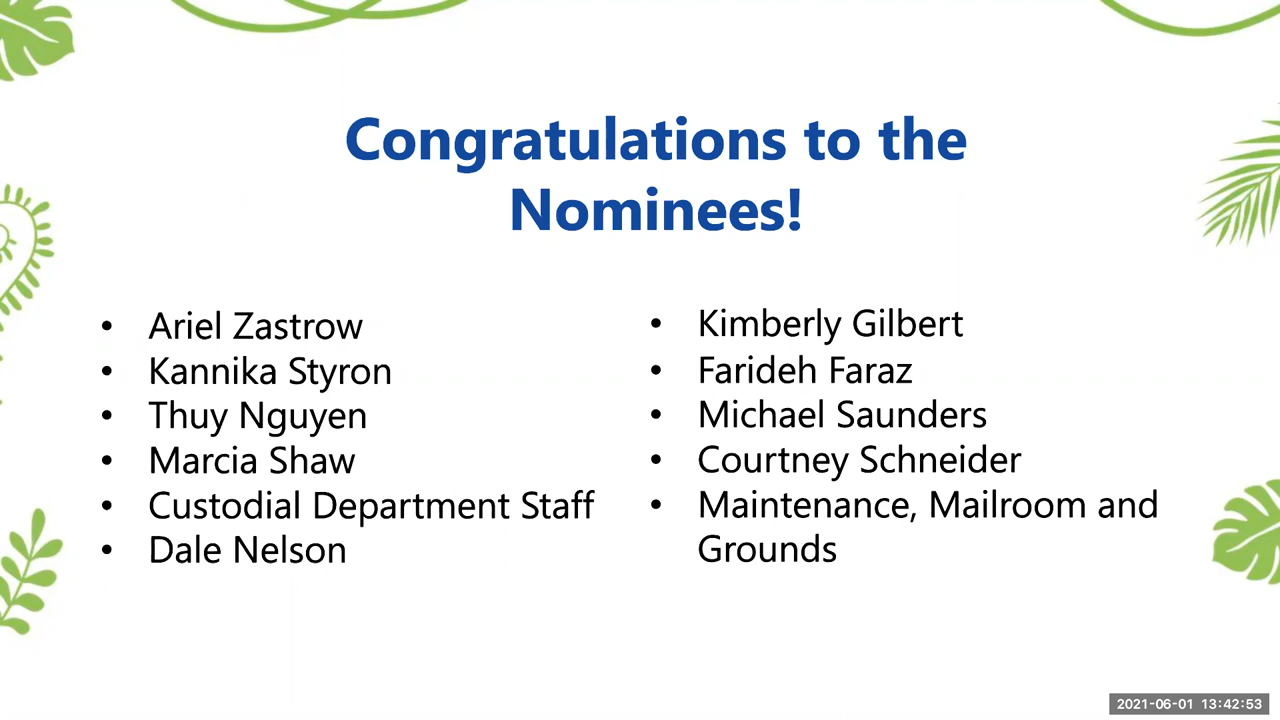 Congratulations to the
Nominees!
• Ariel Zastrow
• Kannika Styron
• Thuy Nguyen
• Marcia Shaw
• Custodial Department Staff
• Dale Nelson
• Kimberly Gilbert
• Farideh Faraz
• Michael Saunders
• Courtney Schneider
• Maintenance, Mailroom and
Grounds
2021-06-01 13:42:53